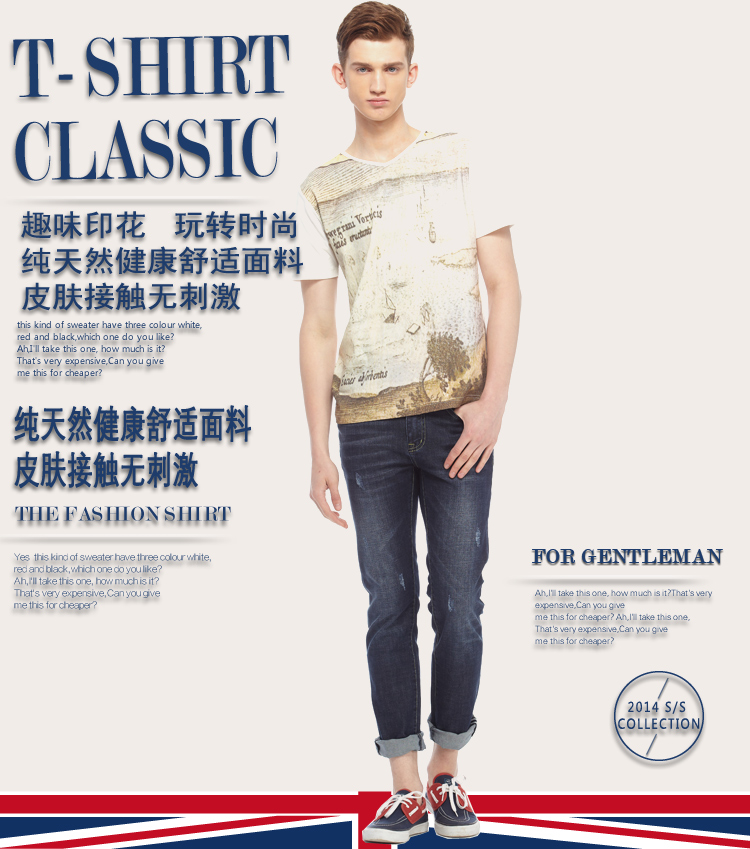 T-SHIRT
CLASSIC
趣味印花 玩转时尚
纯天然健康舒适面料
皮肤接触无刺激
this kind of sweater have three colour white,
red and black,which one do you like?
Ah,I'll take this one, how much is it?
That's very expensive,Can you give
me this for cheaper?
纯天然健康舒适面料
皮肤接触无刺激
THE FASHION SHIRT
Yes this kind of sweater have three colour white,
red and black,which one do you like?
Ah,I'll take this one, how much is it?
That's very expensive,Can you give
me this for cheaper?
FOR GENTLEMAN
Ah,I'll take this one, how much is it?That's very
expensive,Can you give
me this for cheaper? Ah,I'll take this one,
That's very expensive,Can you give
me this for cheaper?
2014 S/S
COLLECTION